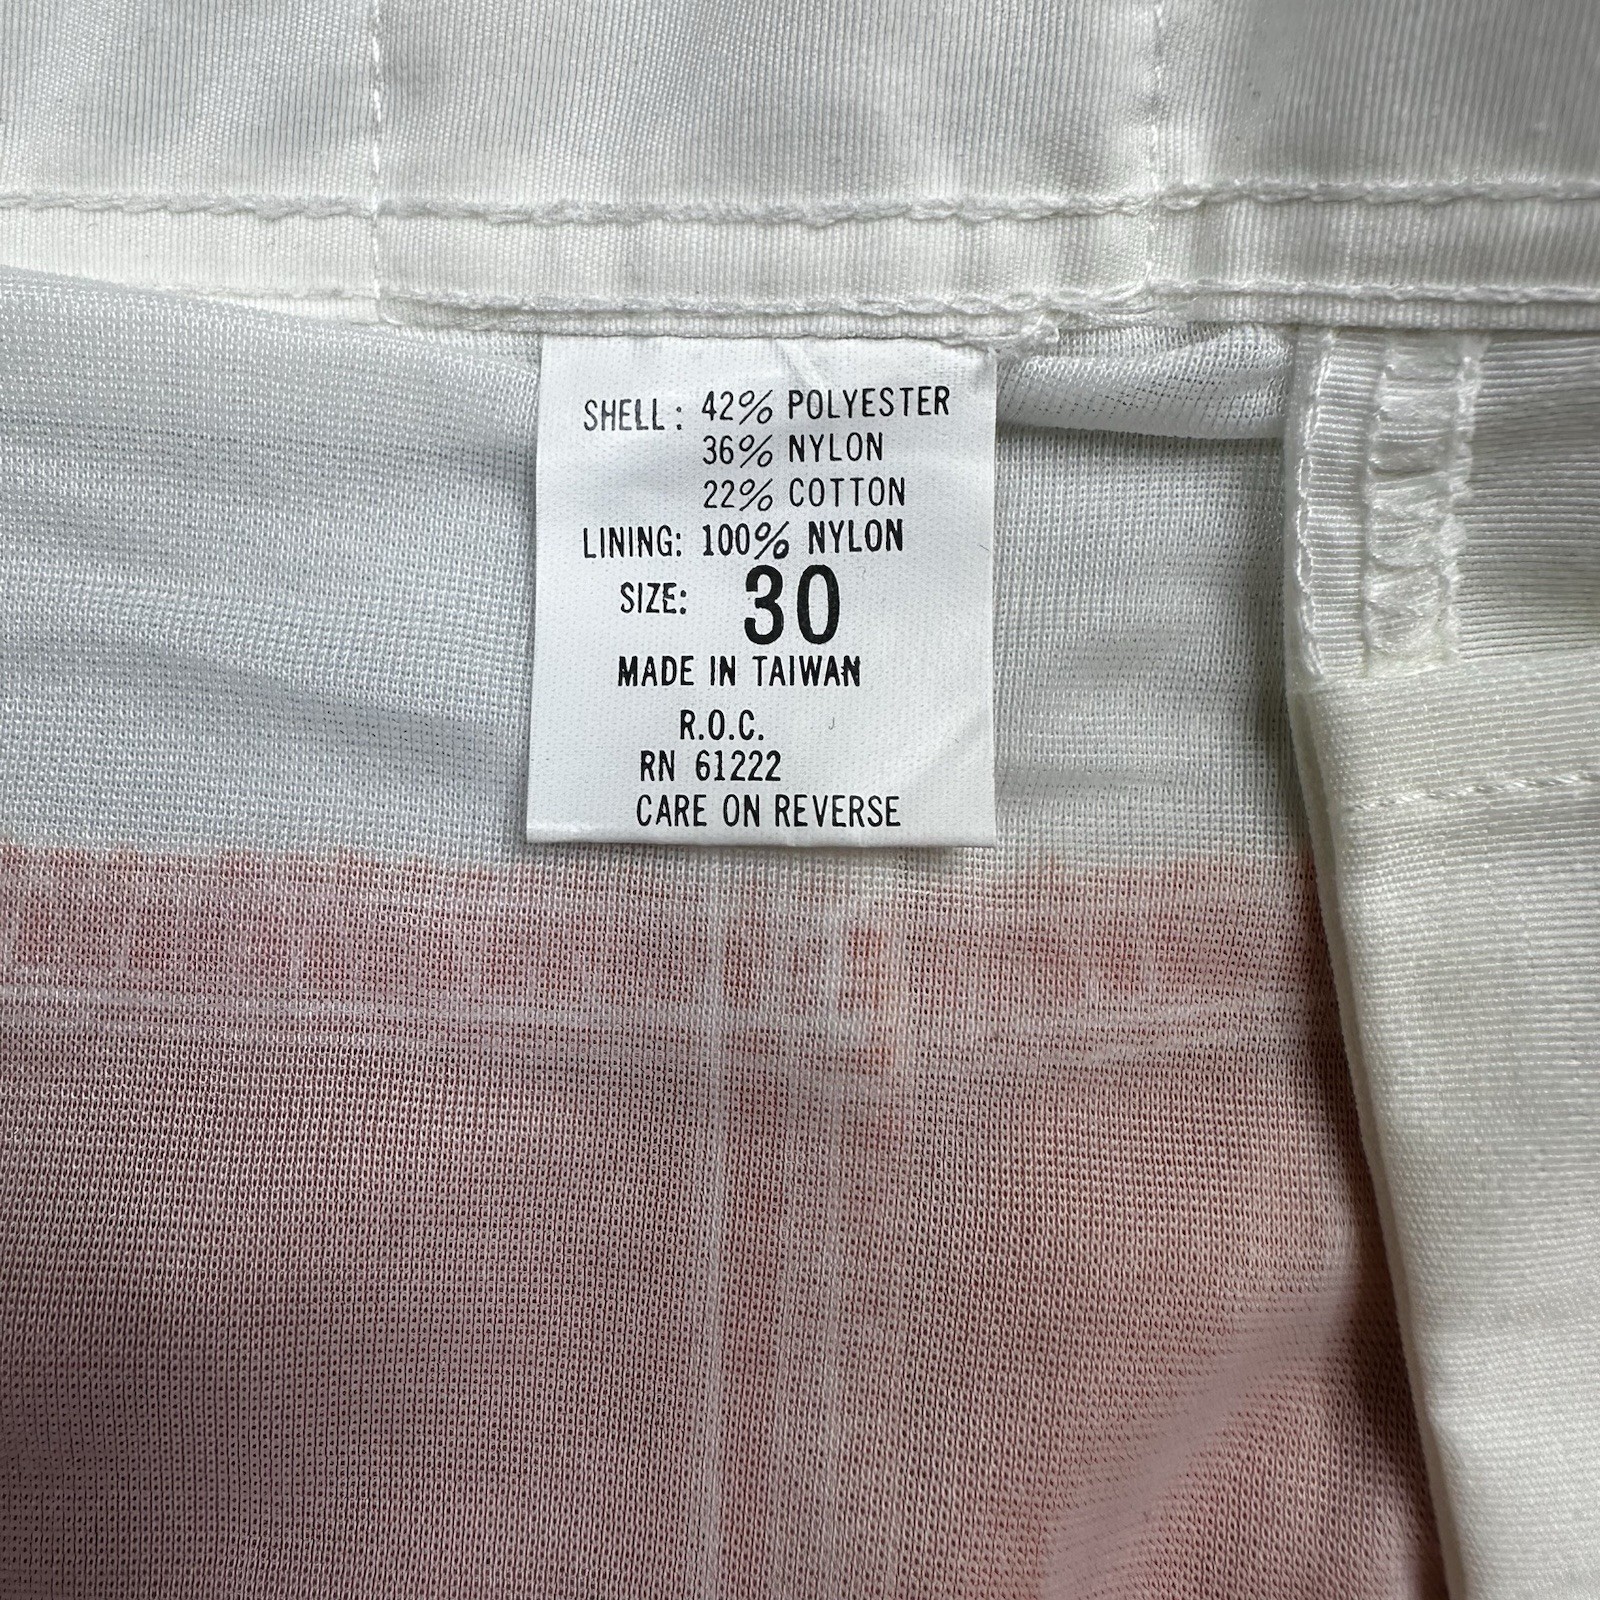 SHELL: 42% POLYESTER
36% NYLON
22% COTTON
LINING: 100% NYLON
SIZE: 30
MADE IN TAIWAN
R.O.C.
RN 61222
CARE ON REVERSE